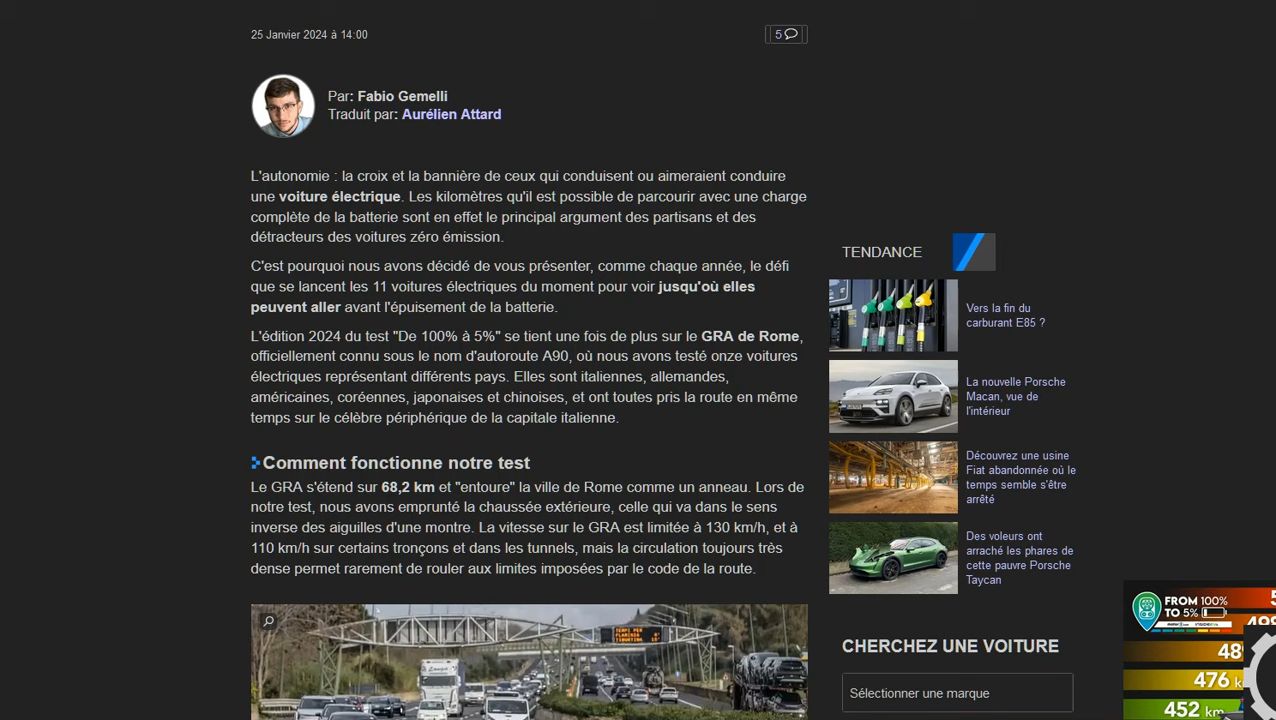 25 Janvier 2024 à 14:00
5
Par: Fabio Gemelli
Traduit par: Aurélien Attard
L'autonomie : la croix et la bannière de ceux qui conduisent ou aimeraient conduire
une voiture électrique. Les kilomètres qu'il est possible de parcourir avec une charge
complète de la batterie sont en effet le principal argument des partisans et des
détracteurs des voitures zéro émission.
C'est pourquoi nous avons décidé de vous présenter, comme chaque année, le défi
que se lancent les 11 voitures électriques du moment pour voir jusqu'où elles
peuvent aller avant l'épuisement de la batterie.
L'édition 2024 du test "De 100% à 5%" se tient une fois de plus sur le GRA de Rome,
officiellement connu sous le nom d'autoroute A90, où nous avons testé onze voitures
électriques représentant différents pays. Elles sont italiennes, allemandes,
américaines, coréennes, japonaises et chinoises, et ont toutes pris la route en même
temps sur le célèbre périphérique de la capitale italienne.
Comment fonctionne notre test
Le GRA s'étend sur 68,2 km et "entoure" la ville de Rome comme un anneau. Lors de
notre test, nous avons emprunté la chaussée extérieure, celle qui va dans le sens
inverse des aiguilles d'une montre. La vitesse sur le GRA est limitée à 130 km/h, et à
110 km/h sur certains tronçons et dans les tunnels, mais la circulation toujours très
dense permet rarement de rouler aux limites imposées par le code de la route.
TEMPI PER
TENDANCE
Vers la fin du
carburant E85 ?
La nouvelle Porsche
Macan, vue de
l'intérieur
Découvrez une usine
Fiat abandonnée où le
temps semble s'être
arrêté
Des voleurs ont
arraché les phares de
cette pauvre Porsche
Taycan
CHERCHEZ UNE VOITURE
Sélectionner une marque
FROM 100%
TO 5%
48
476 k
452 km